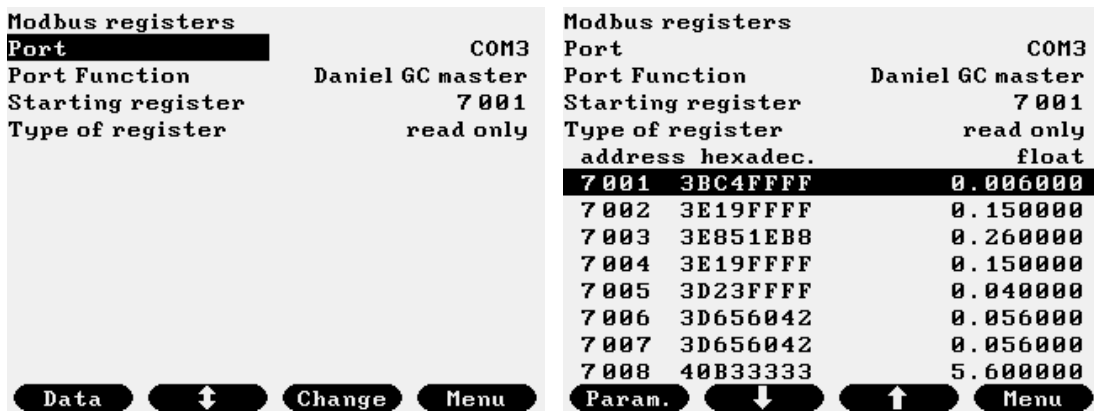 Modbus registers
Port COM3
Port Function Daniel GC master
Starting register 7001
Type of register read only
Data Change Menu
Modbus registers
Port COM3
Port Function Daniel GC master
Starting register 7001
Type of register read only
address hexadec. float
7001 3BC4FFFF 0.006000
7002 3E19FFFF 0.150000
7003 3E851EB8 0.260000
7004 3E19FFFF 0.150000
7005 3D23FFFF 0.040000
7006 3D656042 0.056000
7007 3D656042 0.056000
7008 40B33333 5.600000
Param. Menu